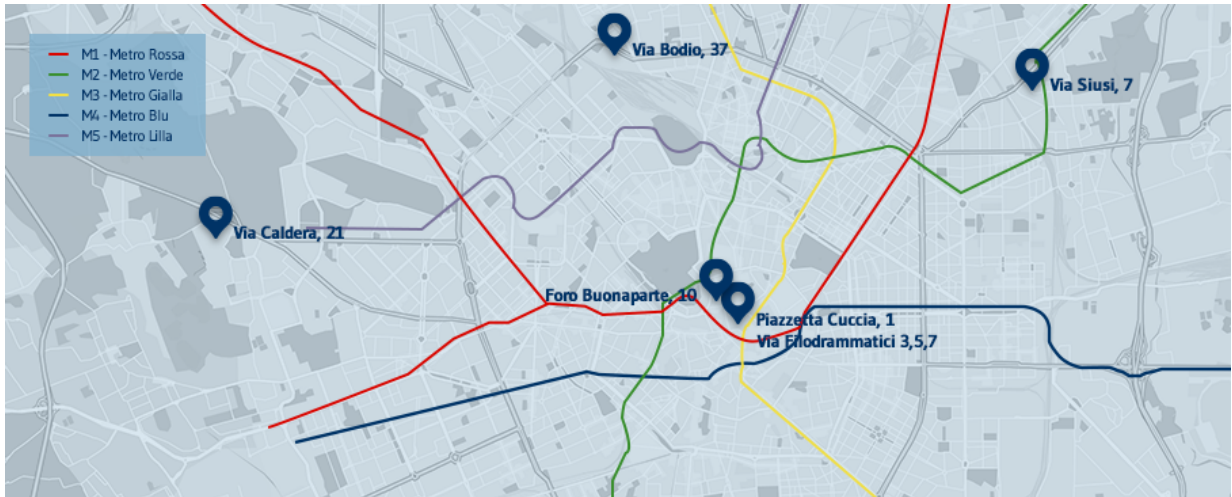 M1 - Metro Rossa
M2 - Metro Verde
M3 - Metro Gialla
M4 - Metro Blu
M5 - Metro Lilla
Via Bodio, 37
Via Siusi, 7
Via Caldera, 21
Foro Buonaparte, 10
Piazzetta Cuccia, 1
Via Filodrammatici 3,5,7